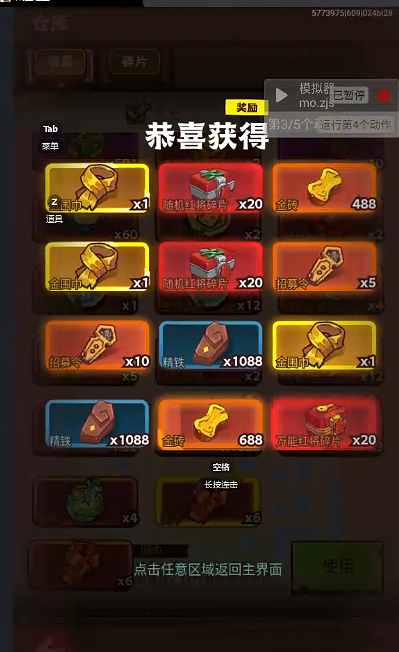 5773975|609|024b|28
仓库
道具
碎片
模拟器
mo.zjs
已暂停
奖励
第3/5个动
运行第4个动作
恭喜获得
Tab
菜单
金围巾
x1
随机红将碎片
x20
金砖
488
Z
道具
x60
x2
金围巾
x1
随机红将碎片
x20
招募令
x5
x1
x12
x4
招募令
x10
精铁
x1088
金围巾
x1
x5
x2
精铁
x1088
金砖
688
万能红将碎片
x20
空格
长按连击
x4
x6
x6
点击任意区域返回主界面
使用